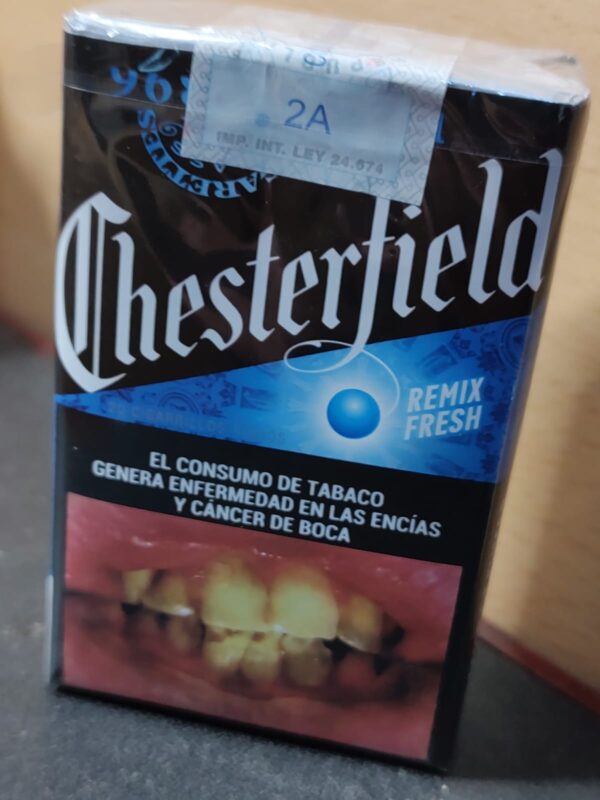 2A
IMP. INT. LEY 24.674
Chesterfield
REMIX
FRESH
EL CONSUMO DE TABACO
GENERA ENFERMEDAD EN LAS ENCÍAS
Y CÁNCER DE BOCA